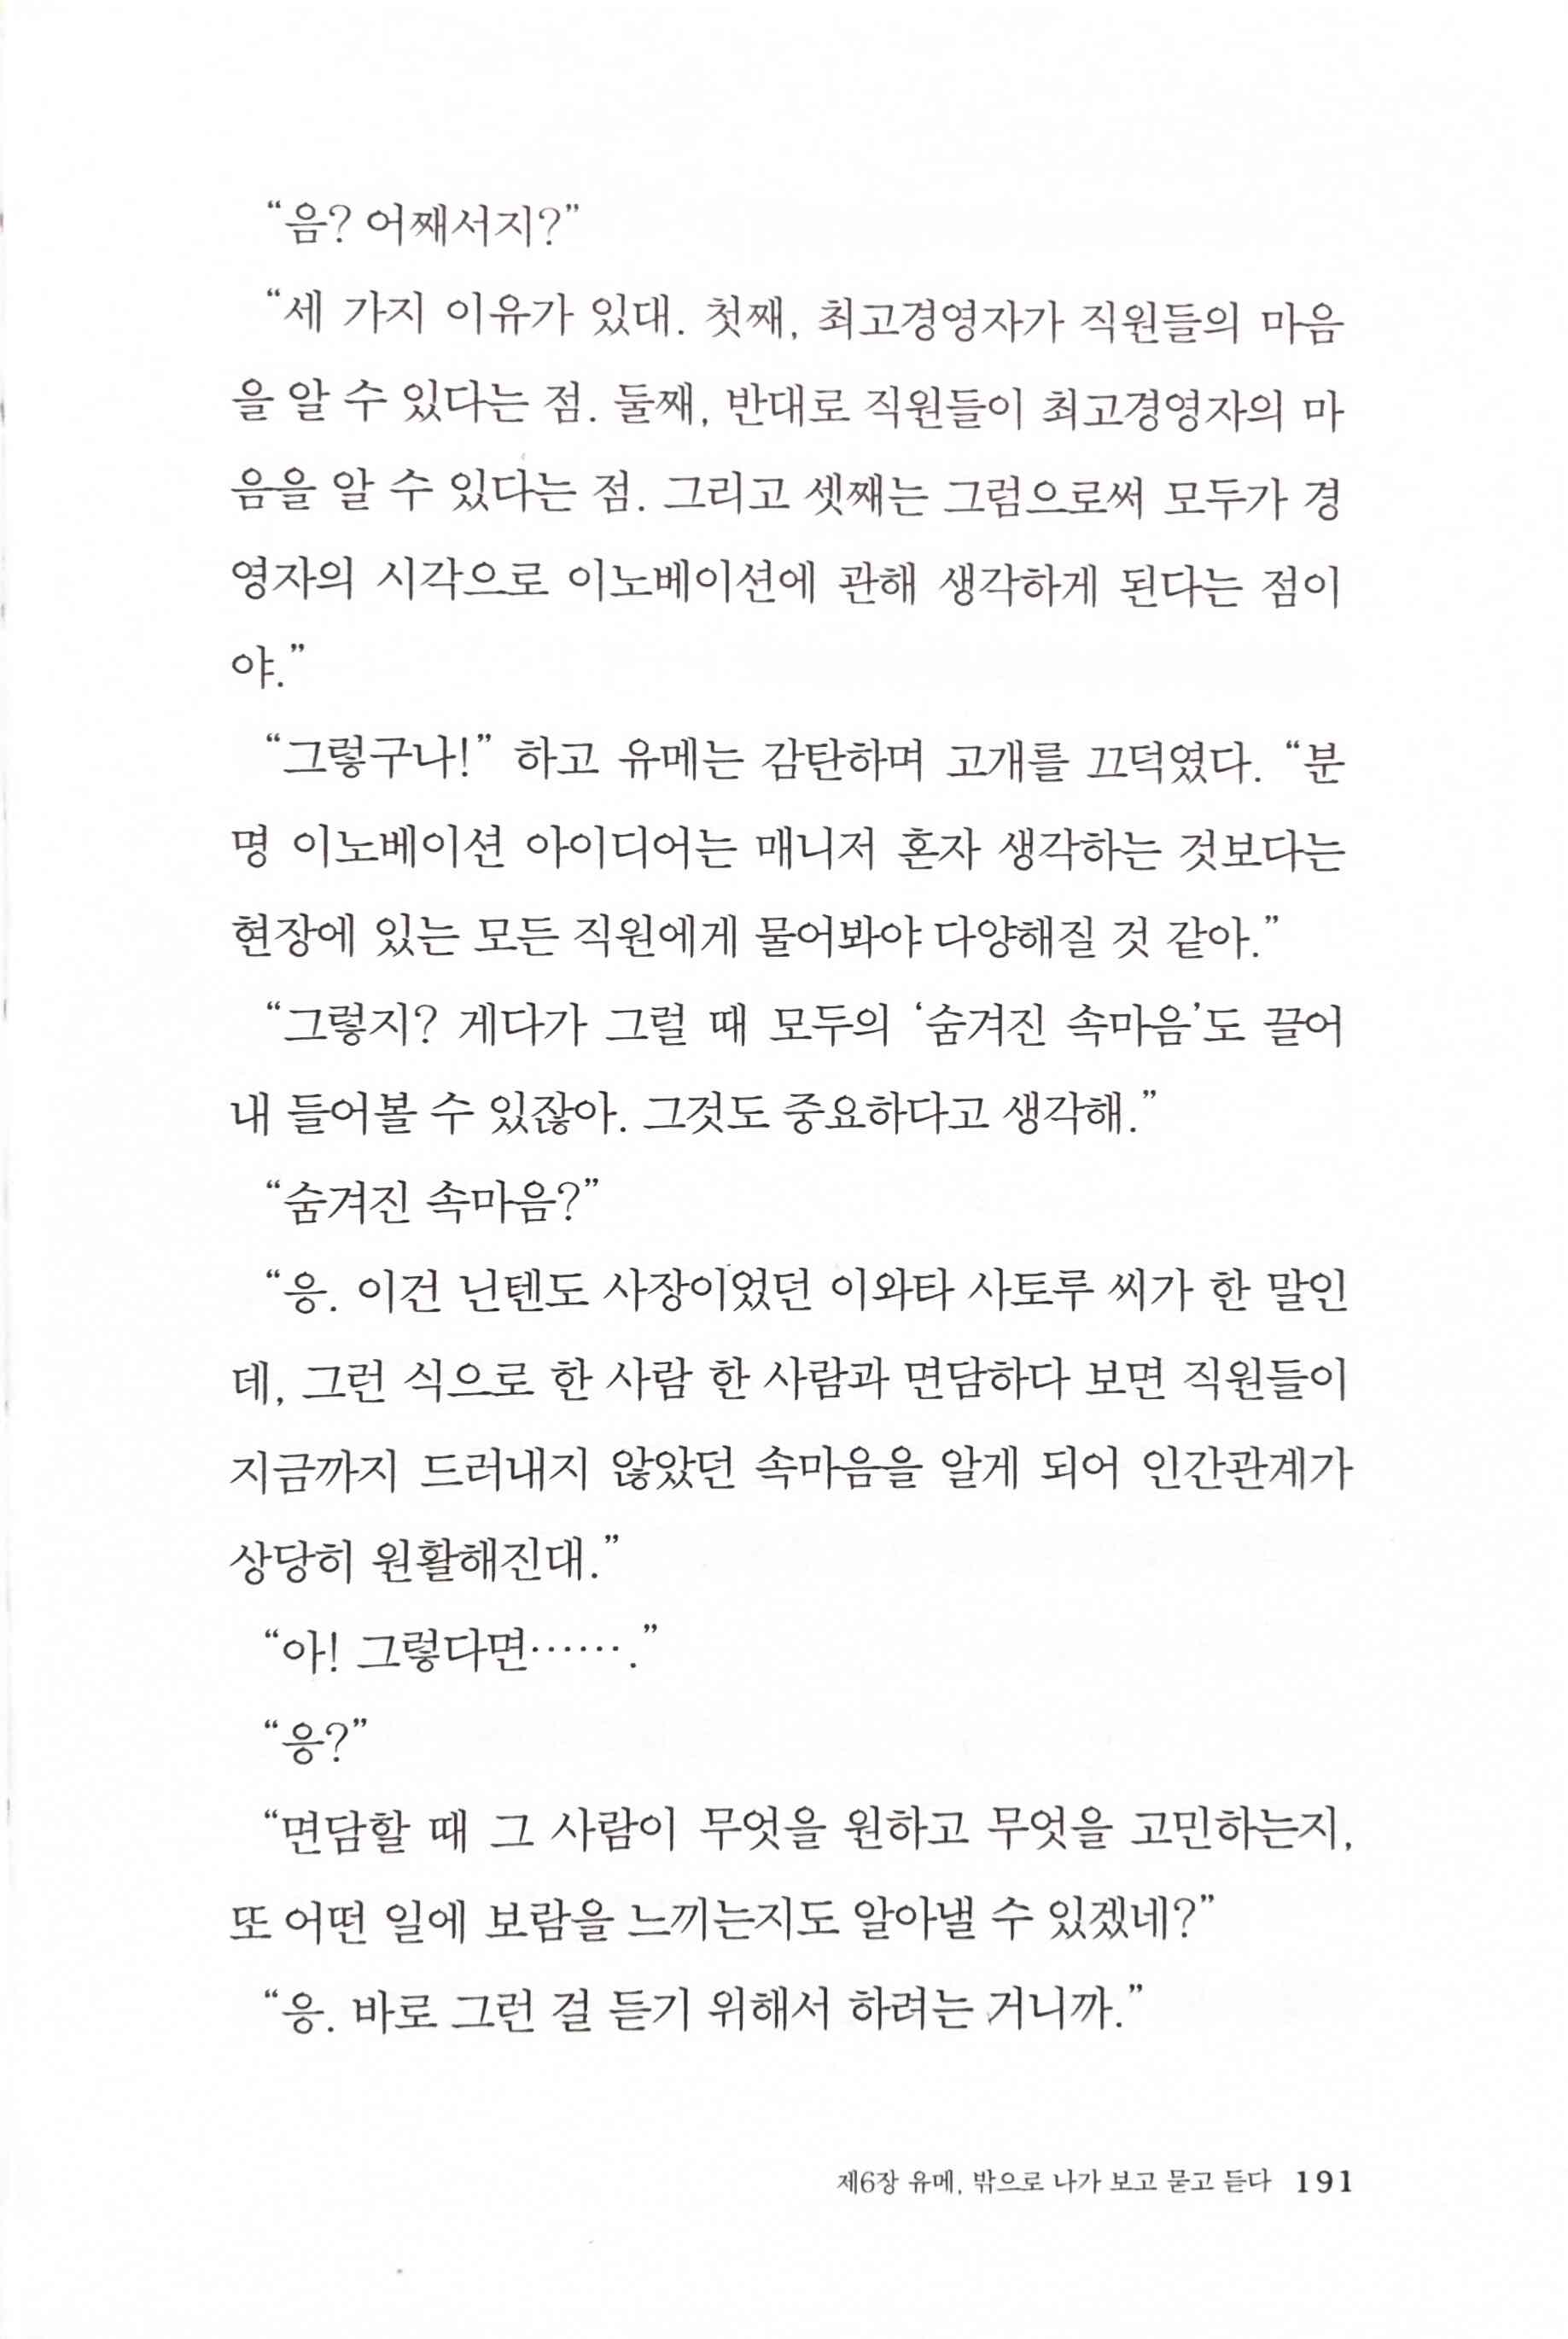 “음? 어째서지?”
“세 가지 이유가 있대. 첫째, 최고경영자가 직원들의 마음
을 알 수 있다는 점. 둘째, 반대로 직원들이 최고경영자의 마
음을 알 수 있다는 점. 그리고 셋째는 그럼으로써 모두가 경
영자의 시각으로 이노베이션에 관해 생각하게 된다는 점이
야.”
“그렇구나!” 하고 유메는 감탄하며 고개를 끄덕였다. “분
명 이노베이션 아이디어는 매니저 혼자 생각하는 것보다는
현장에 있는 모든 직원에게 물어봐야 다양해질 것 같아.”
“그렇지? 게다가 그럴 때 모두의 ‘숨겨진 속마음’도 끌어
내 들어볼 수 있잖아. 그것도 중요하다고 생각해.”
“숨겨진 속마음?”
“응. 이건 닌텐도 사장이었던 이와타 사토루 씨가 한 말인
데, 그런 식으로 한 사람 한 사람과 면담하다 보면 직원들이
지금까지 드러내지 않았던 속마음을 알게 되어 인간관계가
상당히 원활해진대.”
“아! 그렇다면…….”
“응?”
“면담할 때 그 사람이 무엇을 원하고 무엇을 고민하는지,
또 어떤 일에 보람을 느끼는지도 알아낼 수 있겠네?”
“응. 바로 그런 걸 듣기 위해서 하려는 거니까.”
제6장 유메, 밖으로 나가 보고 묻고 듣다 191